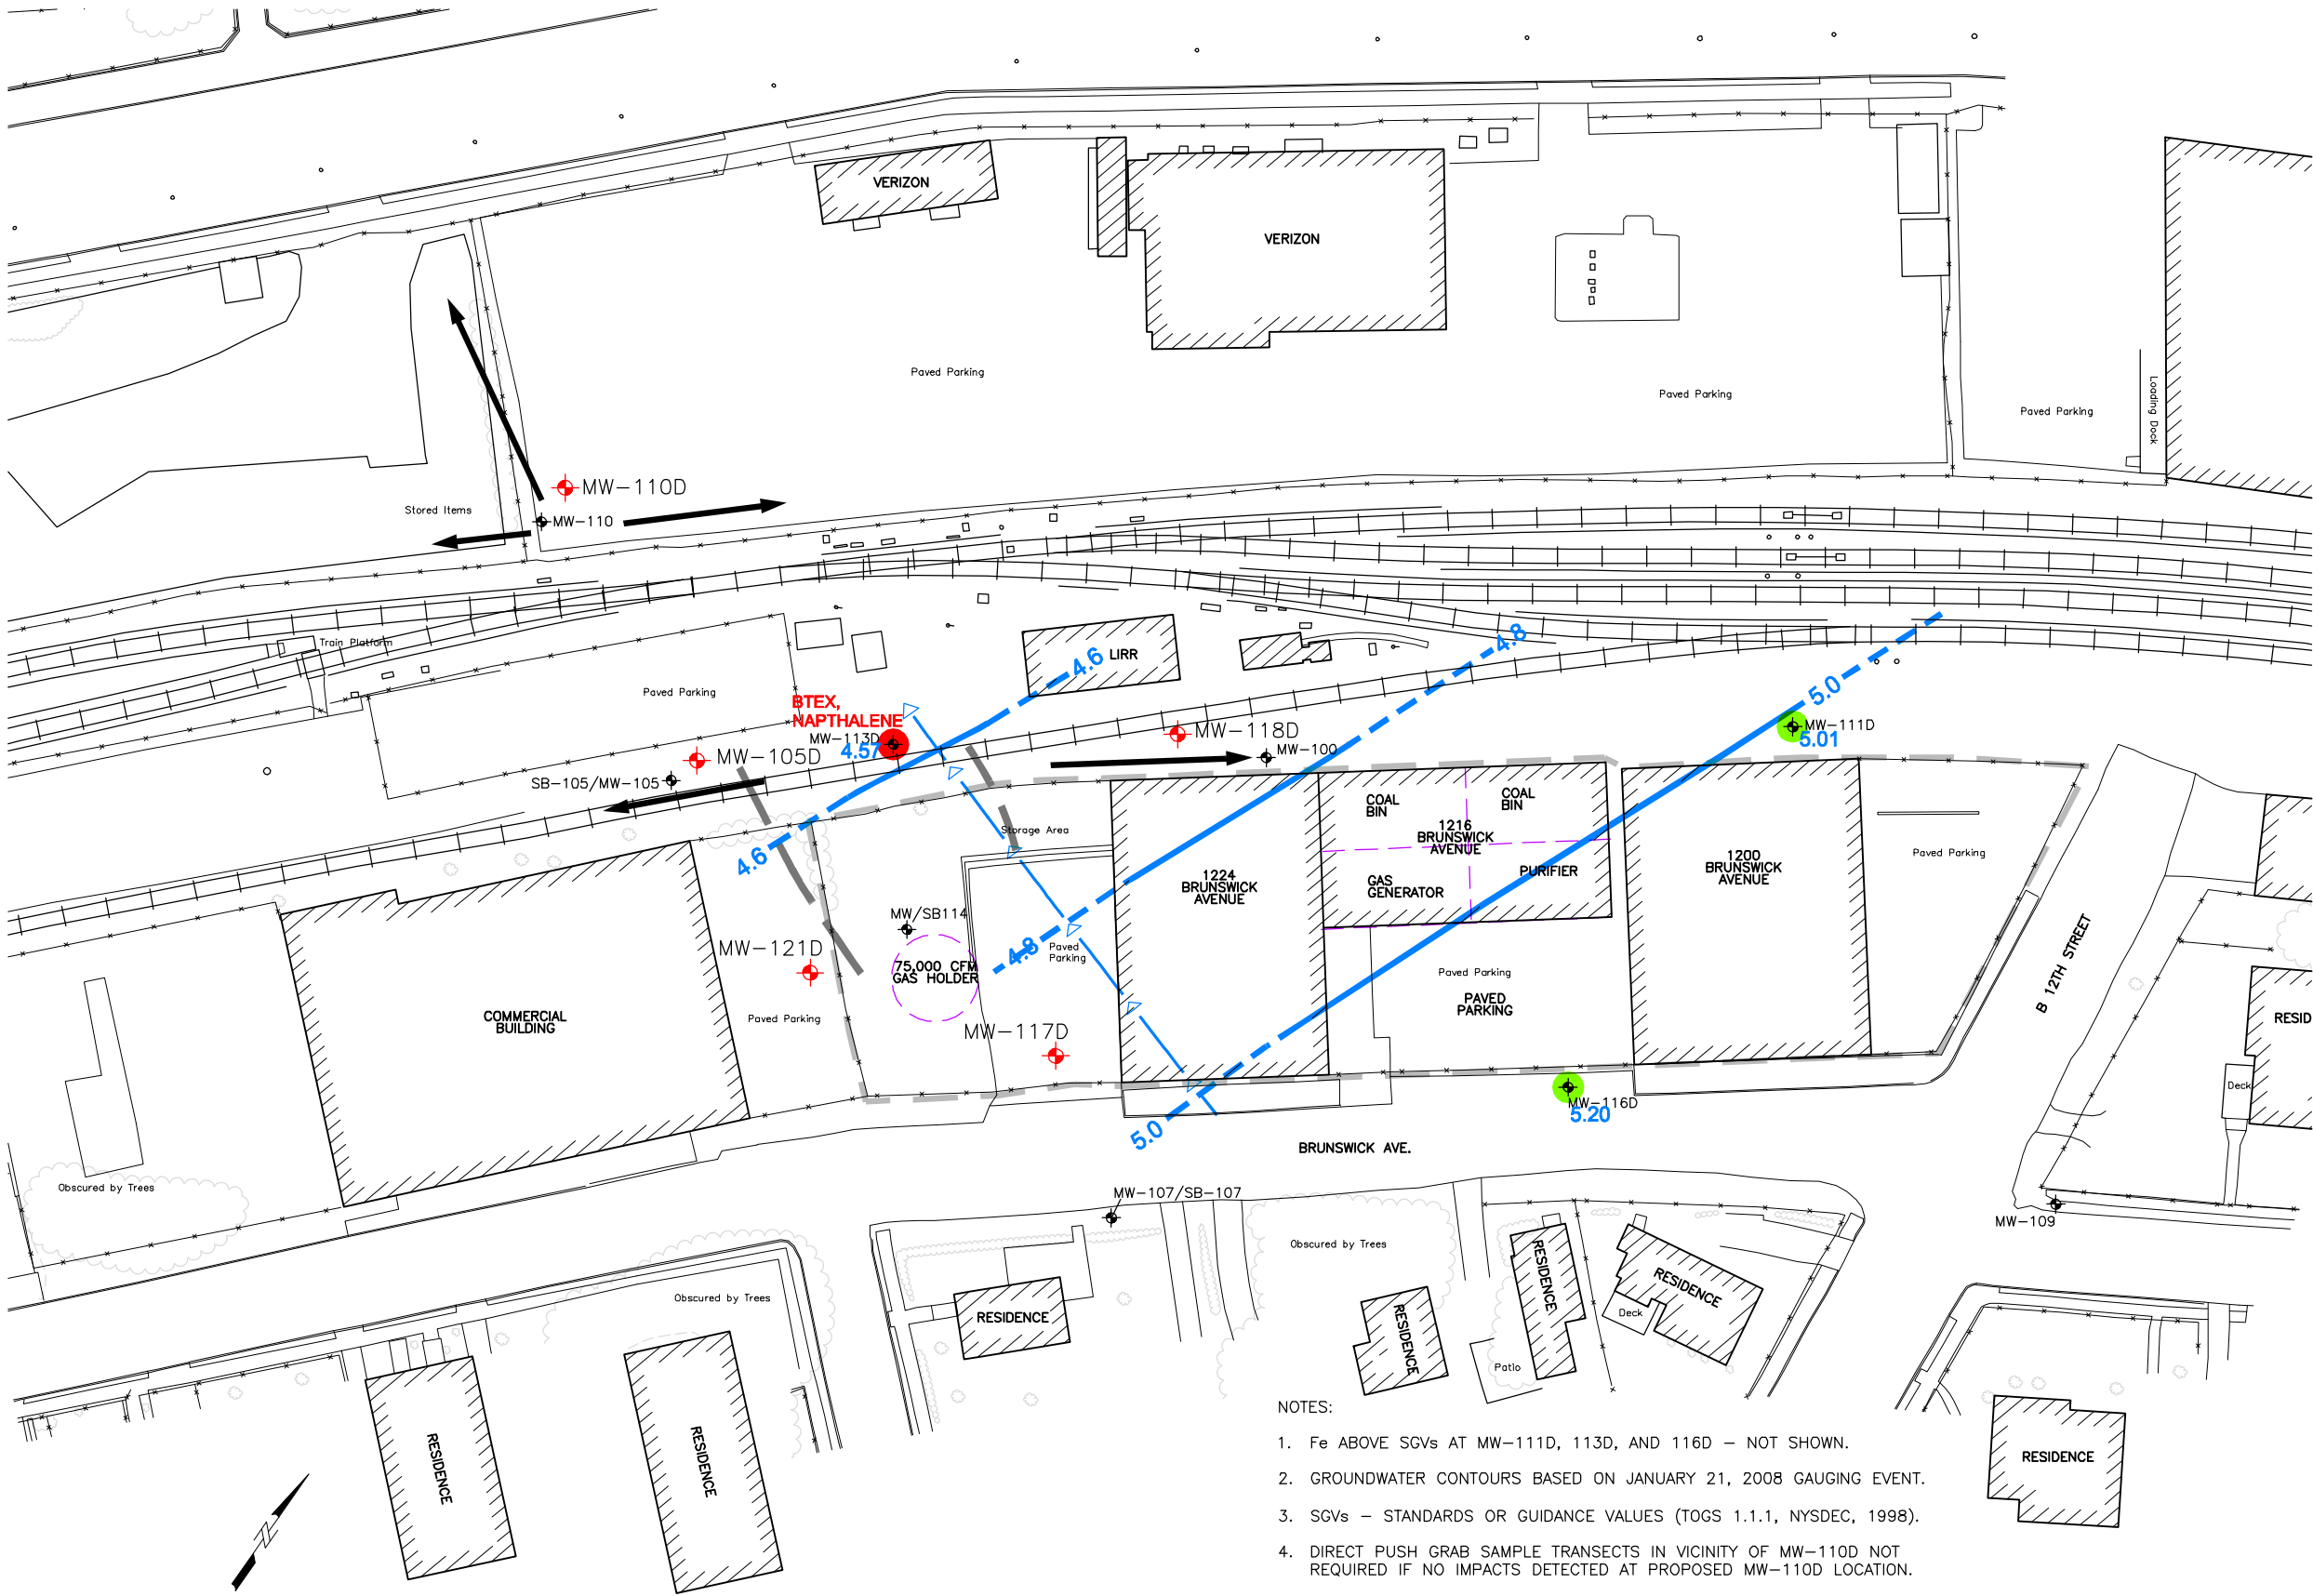 VERIZON
VERIZON
Paved Parking
Paved Parking
Paved Parking
Loading Dock
MW-110D
Stored Items
MW-110
Train Platform
Paved Parking
LIRR
4.6
4.8
5.0
BTEX,
NAPTHALENE
MW-113D
4.57
MW-105D
SB-105/MW-105
MW-118D
MW-100
MW-111D
5.01
4.6
Storage Area
COAL
BIN
COAL
BIN
1216
BRUNSWICK
AVENUE
PURIFIER
GAS
GENERATOR
1224
BRUNSWICK
AVENUE
1200
BRUNSWICK
AVENUE
Paved Parking
MW/SB114
MW-121D
75,000 CFM
GAS HOLDER
4.8
Paved
Parking
Paved Parking
PAVED
PARKING
B 12TH STREET
COMMERCIAL
BUILDING
Paved Parking
MW-117D
RESID
Deck
MW-116D
5.20
5.0
BRUNSWICK AVE.
Obscured by Trees
MW-107/SB-107
MW-109
Obscured by Trees
Obscured by Trees
RESIDENCE
RESIDENCE
RESIDENCE
RESIDENCE
Deck
Patio
RESIDENCE
RESIDENCE
RESIDENCE
N
NOTES:
1. Fe ABOVE SGVs AT MW-111D, 113D, AND 116D – NOT SHOWN.
2. GROUNDWATER CONTOURS BASED ON JANUARY 21, 2008 GAUGING EVENT.
3. SGVs – STANDARDS OR GUIDANCE VALUES (TOGS 1.1.1, NYSDEC, 1998).
4. DIRECT PUSH GRAB SAMPLE TRANSECTS IN VICINITY OF MW-110D NOT
REQUIRED IF NO IMPACTS DETECTED AT PROPOSED MW-110D LOCATION.